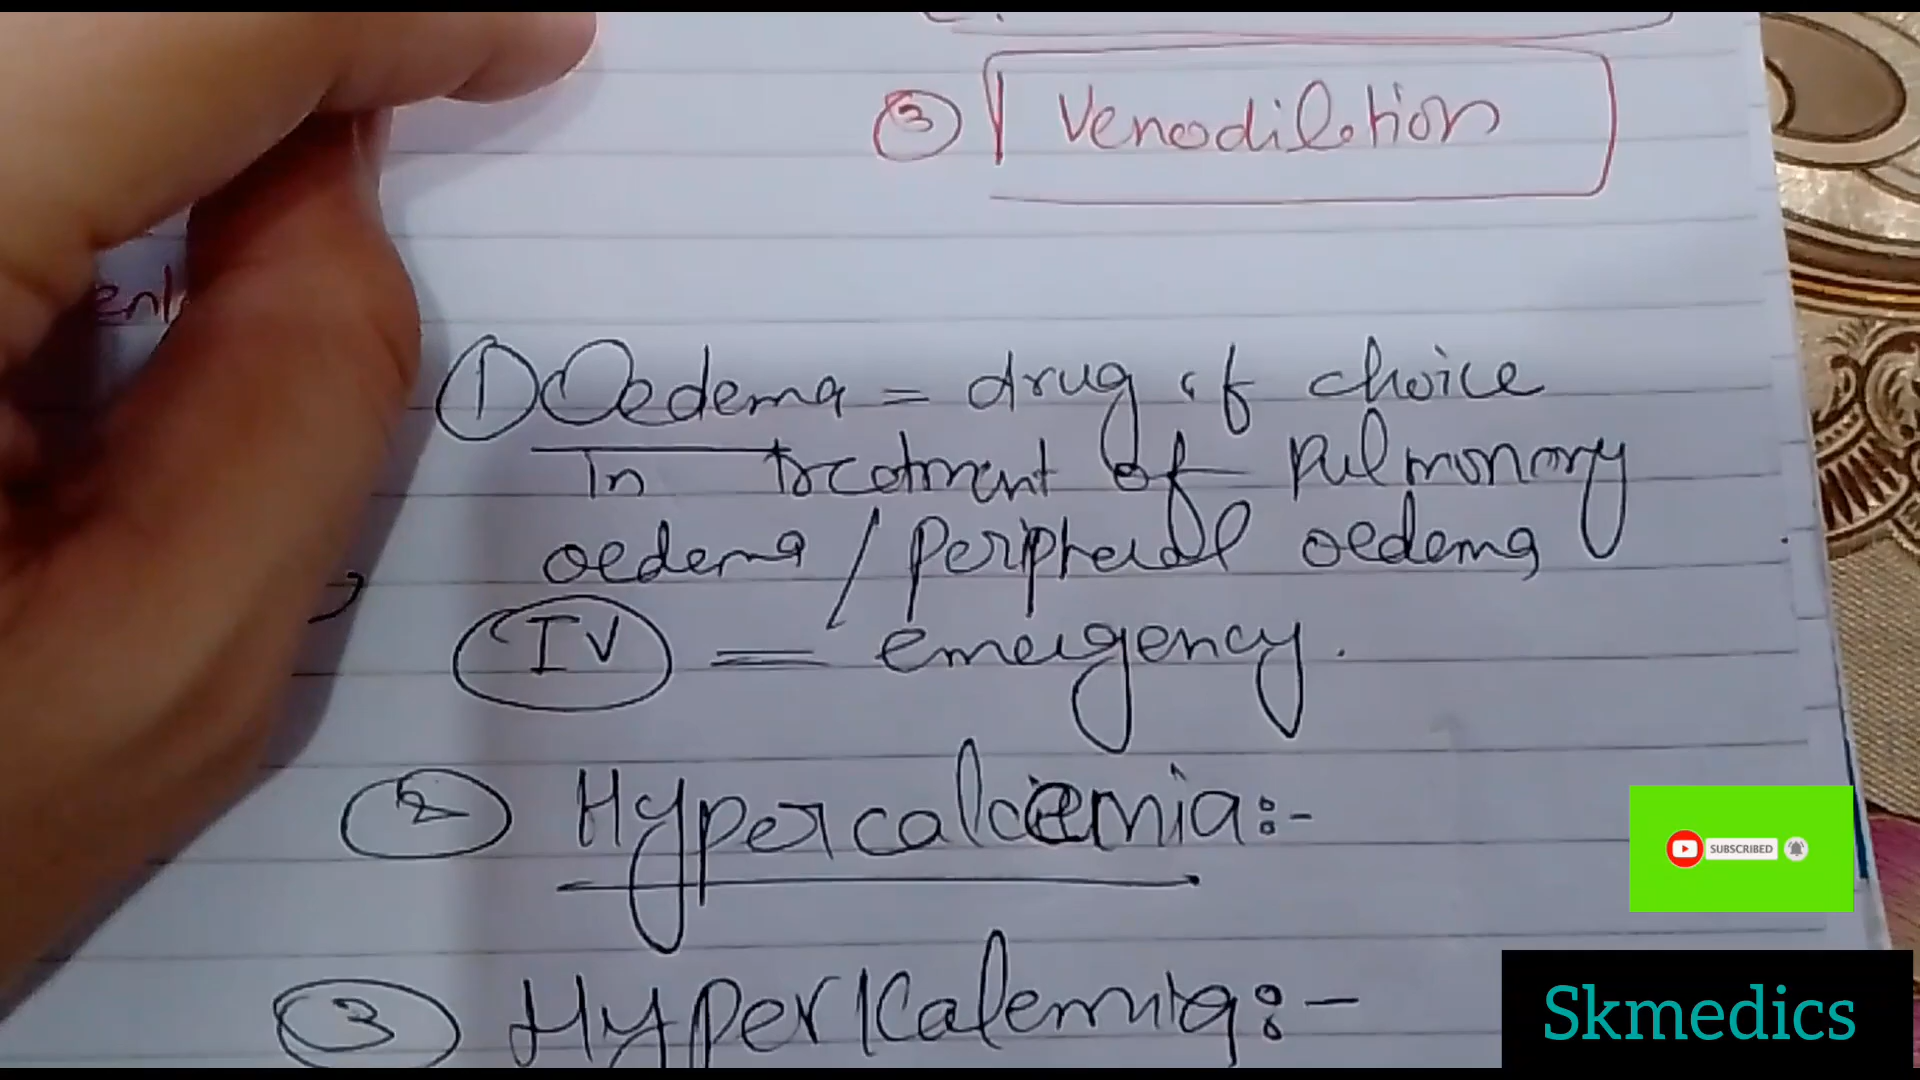 ③ Venodilation
① Oedema = drug of choice
In treatment of pulmonary
oedema / Peripheral oedema
IV = emergency.
② Hypercalciemia:-
③ Hyperkalemia:-
SUBSCRIBED
Skmedics